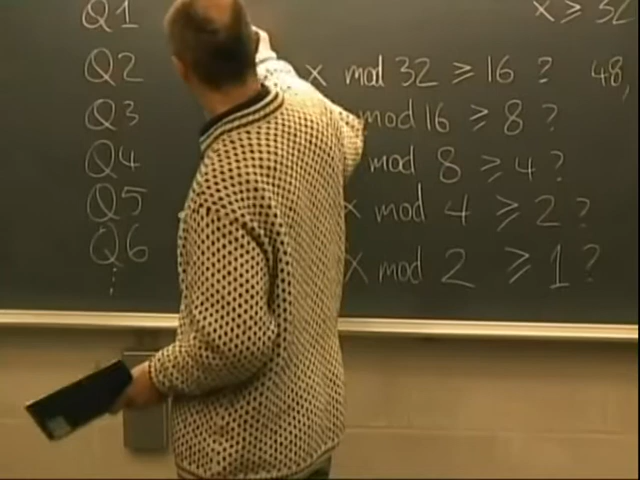 Q1 x ≥ 32
Q2 x mod 32 ≥ 16 ? 48,
Q3 mod 16 ≥ 8 ?
Q4 mod 8 ≥ 4 ?
Q5 x mod 4 ≥ 2 ?
Q6 x mod 2 ≥ 1 ?
⋮